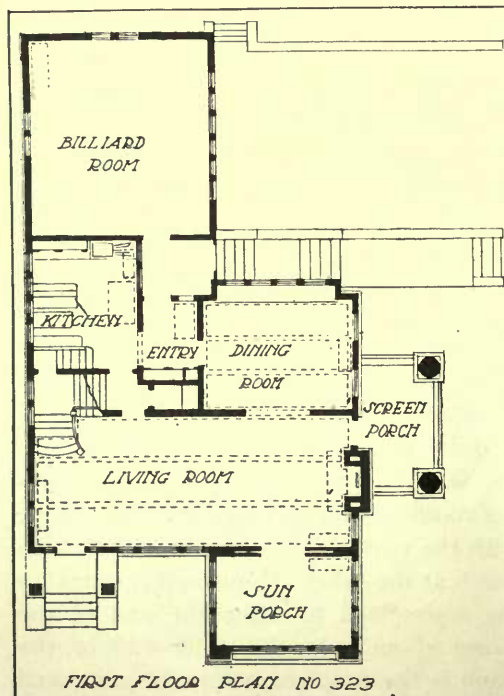 BILLIARD
ROOM
KITCHEN
ENTRY
DINING
ROOM
SCREEN
PORCH
LIVING ROOM
SUN
PORCH
FIRST FLOOR PLAN NO 323